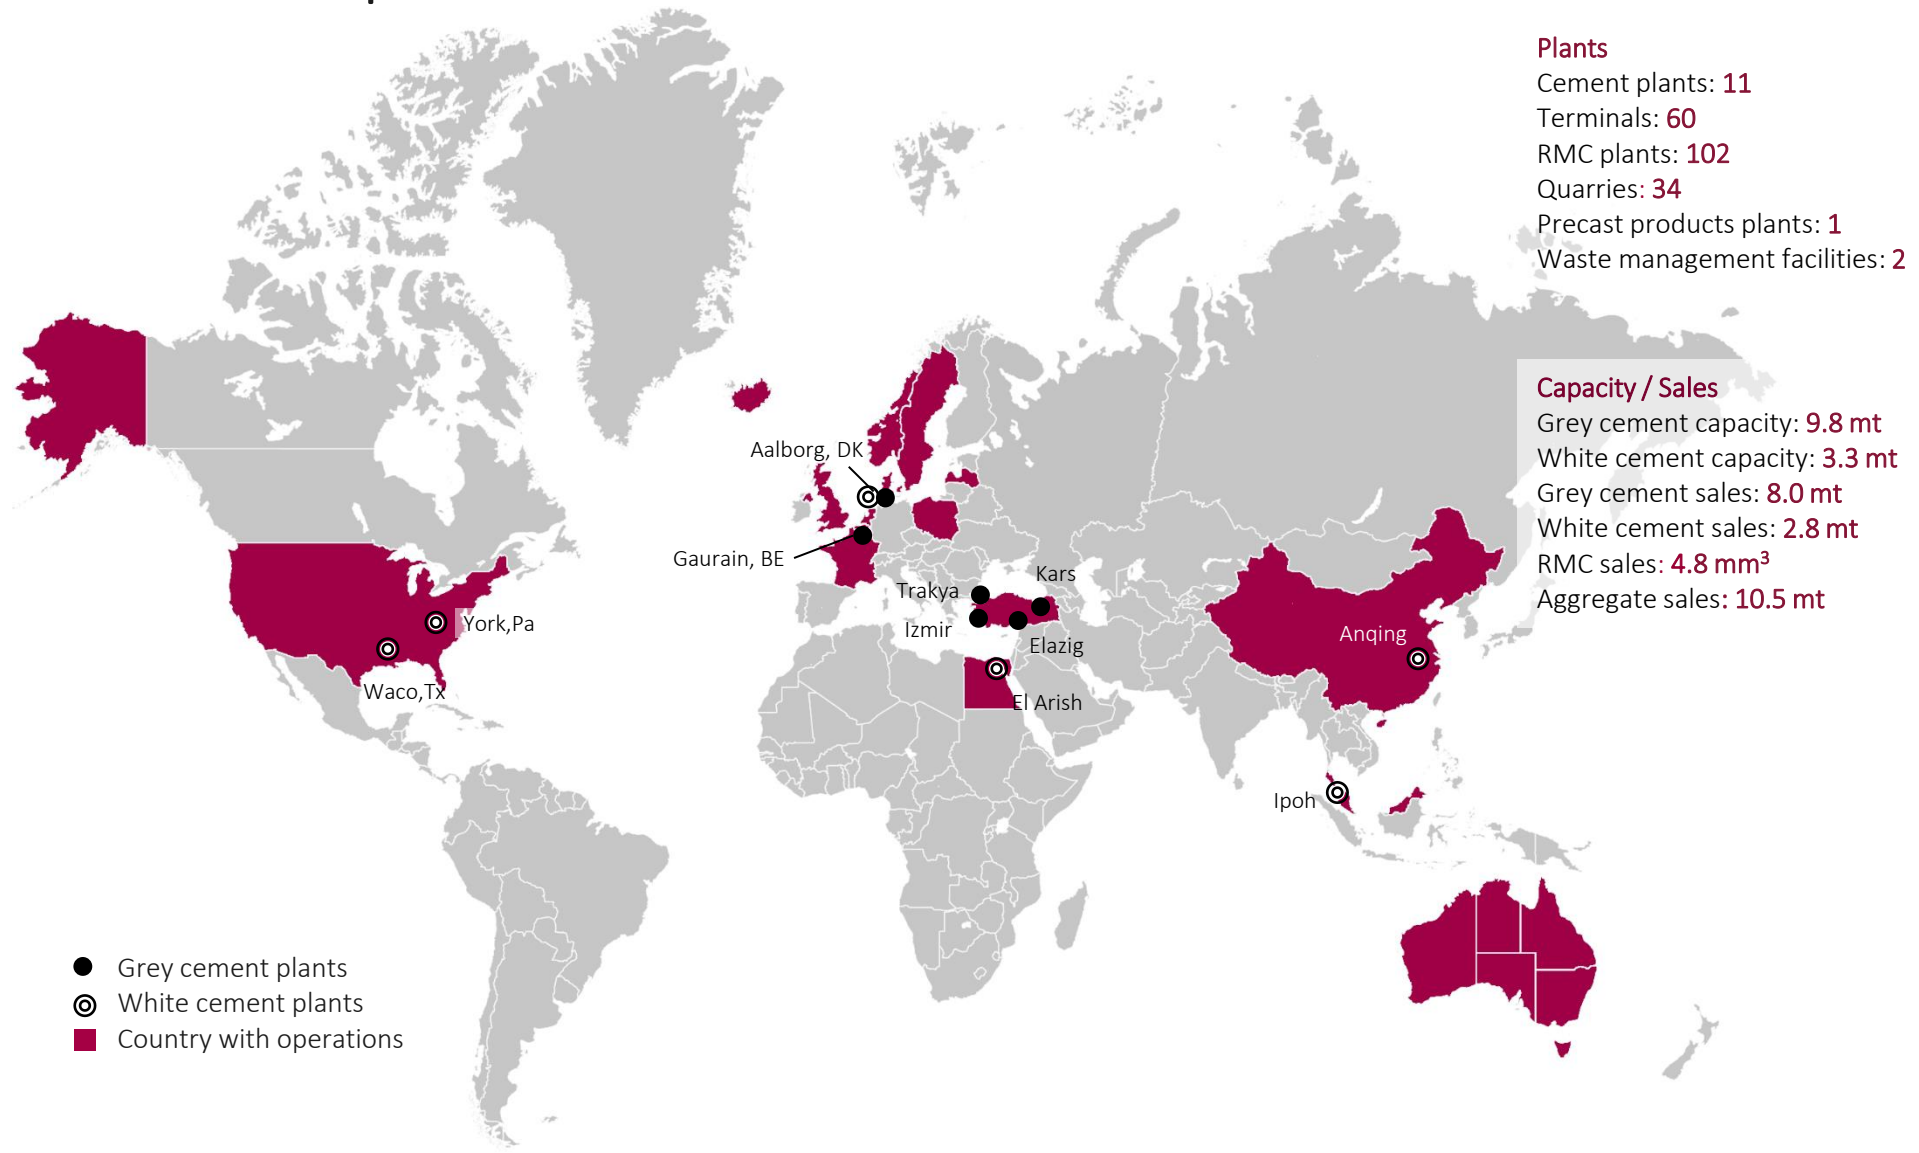 Plants
Cement plants: 11
Terminals: 60
RMC plants: 102
Quarries: 34
Precast products plants: 1
Waste management facilities: 2
Capacity / Sales
Grey cement capacity: 9.8 mt
White cement capacity: 3.3 mt
Grey cement sales: 8.0 mt
White cement sales: 2.8 mt
RMC sales: 4.8 mm³
Aggregate sales: 10.5 mt
Aalborg, DK
Gaurain, BE
Kars
Trakya
Izmir
Elazig
York,Pa
Waco,Tx
El Arish
Anqing
Ipoh
Grey cement plants
White cement plants
Country with operations